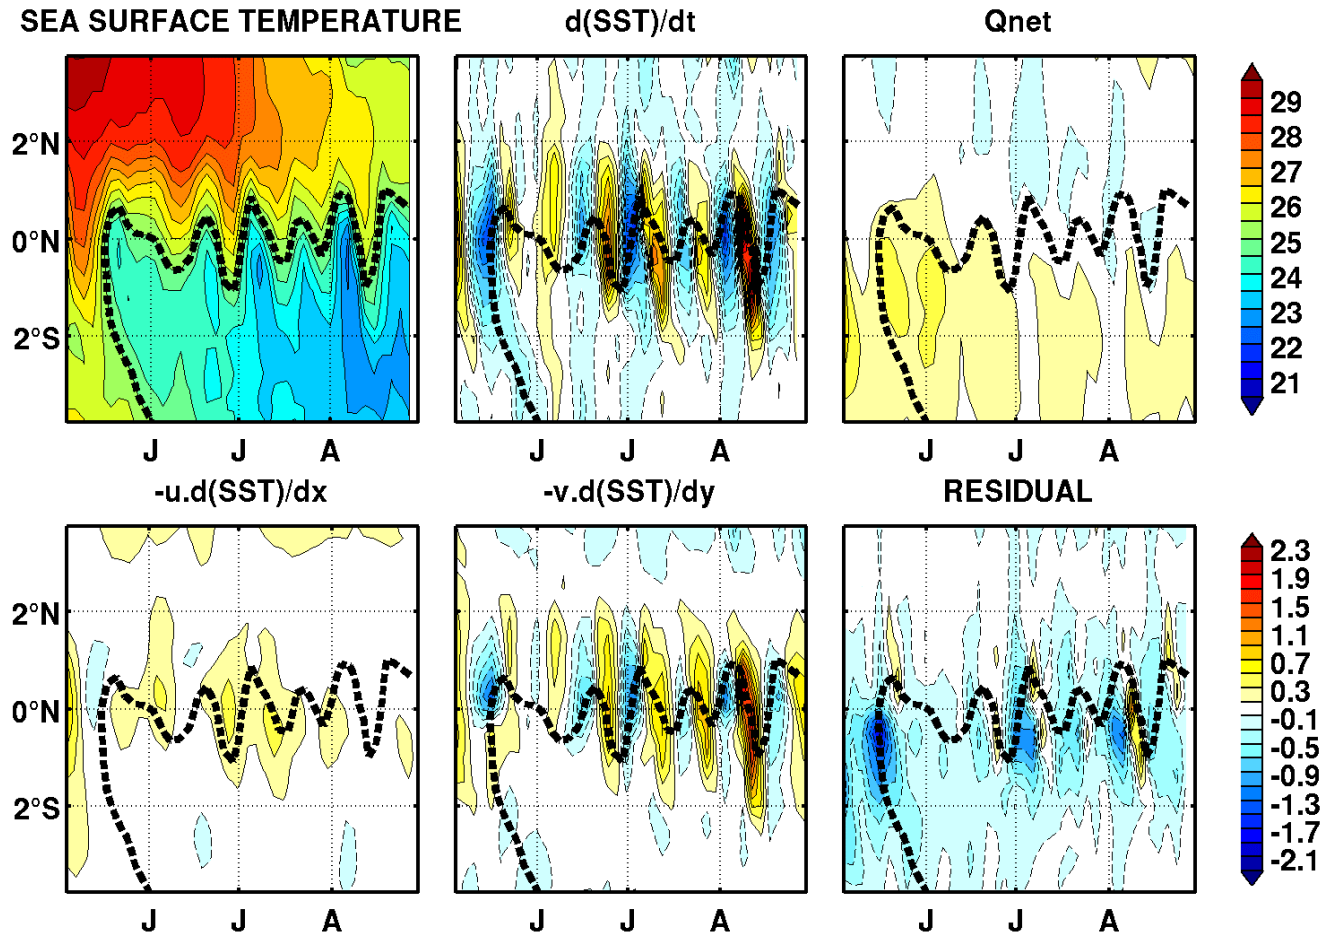 SEA SURFACE TEMPERATURE
d(SST)/dt
Qnet
2°N
0°N
2°S
J J A
J J A
J J A
29
28
27
26
25
24
23
22
21
-u.d(SST)/dx
-v.d(SST)/dy
RESIDUAL
2°N
0°N
2°S
J J A
J J A
J J A
2.3
1.9
1.5
1.1
0.7
0.3
-0.1
-0.5
-0.9
-1.3
-1.7
-2.1